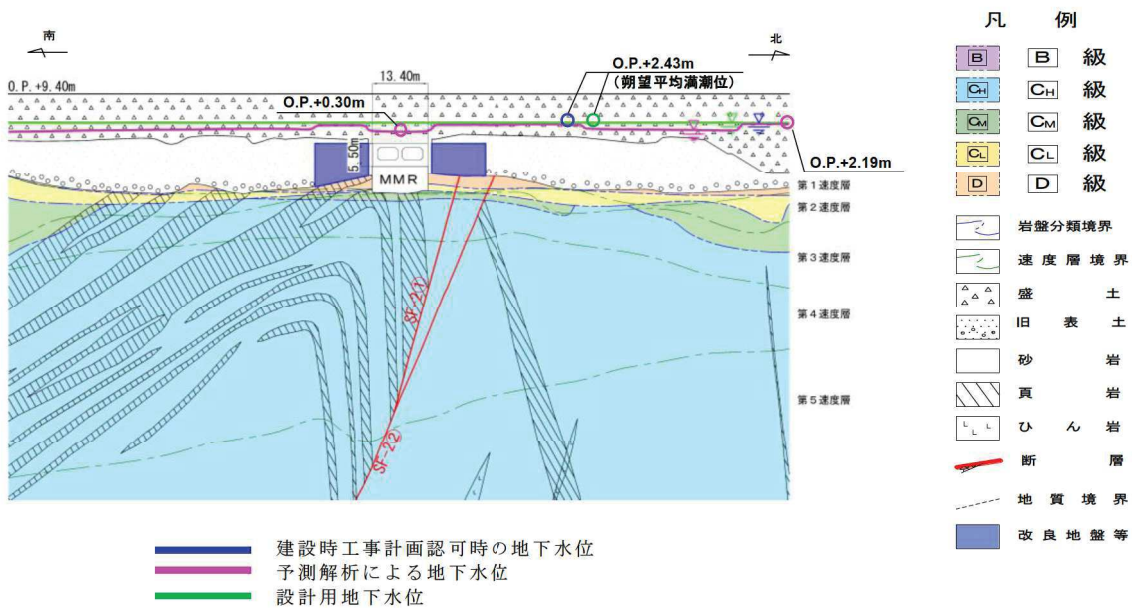 南
北
13.40m
O.P.+2.43m
(朔望平均満潮位)
O.P.+9.40m
O.P.+0.30m
5.50m
MMR
O.P.+2.19m
第1速度層
第2速度層
第3速度層
第4速度層
第5速度層
SF-2①
SF-2②
凡例
B B 級
CH CH 級
CM CM 級
CL CL 級
D D 級
岩盤分類境界
速度層境界
盛土
旧表土
砂岩
頁岩
ひん岩
断層
地質境界
改良地盤等
建設時工事計画認可時の地下水位
予測解析による地下水位
設計用地下水位